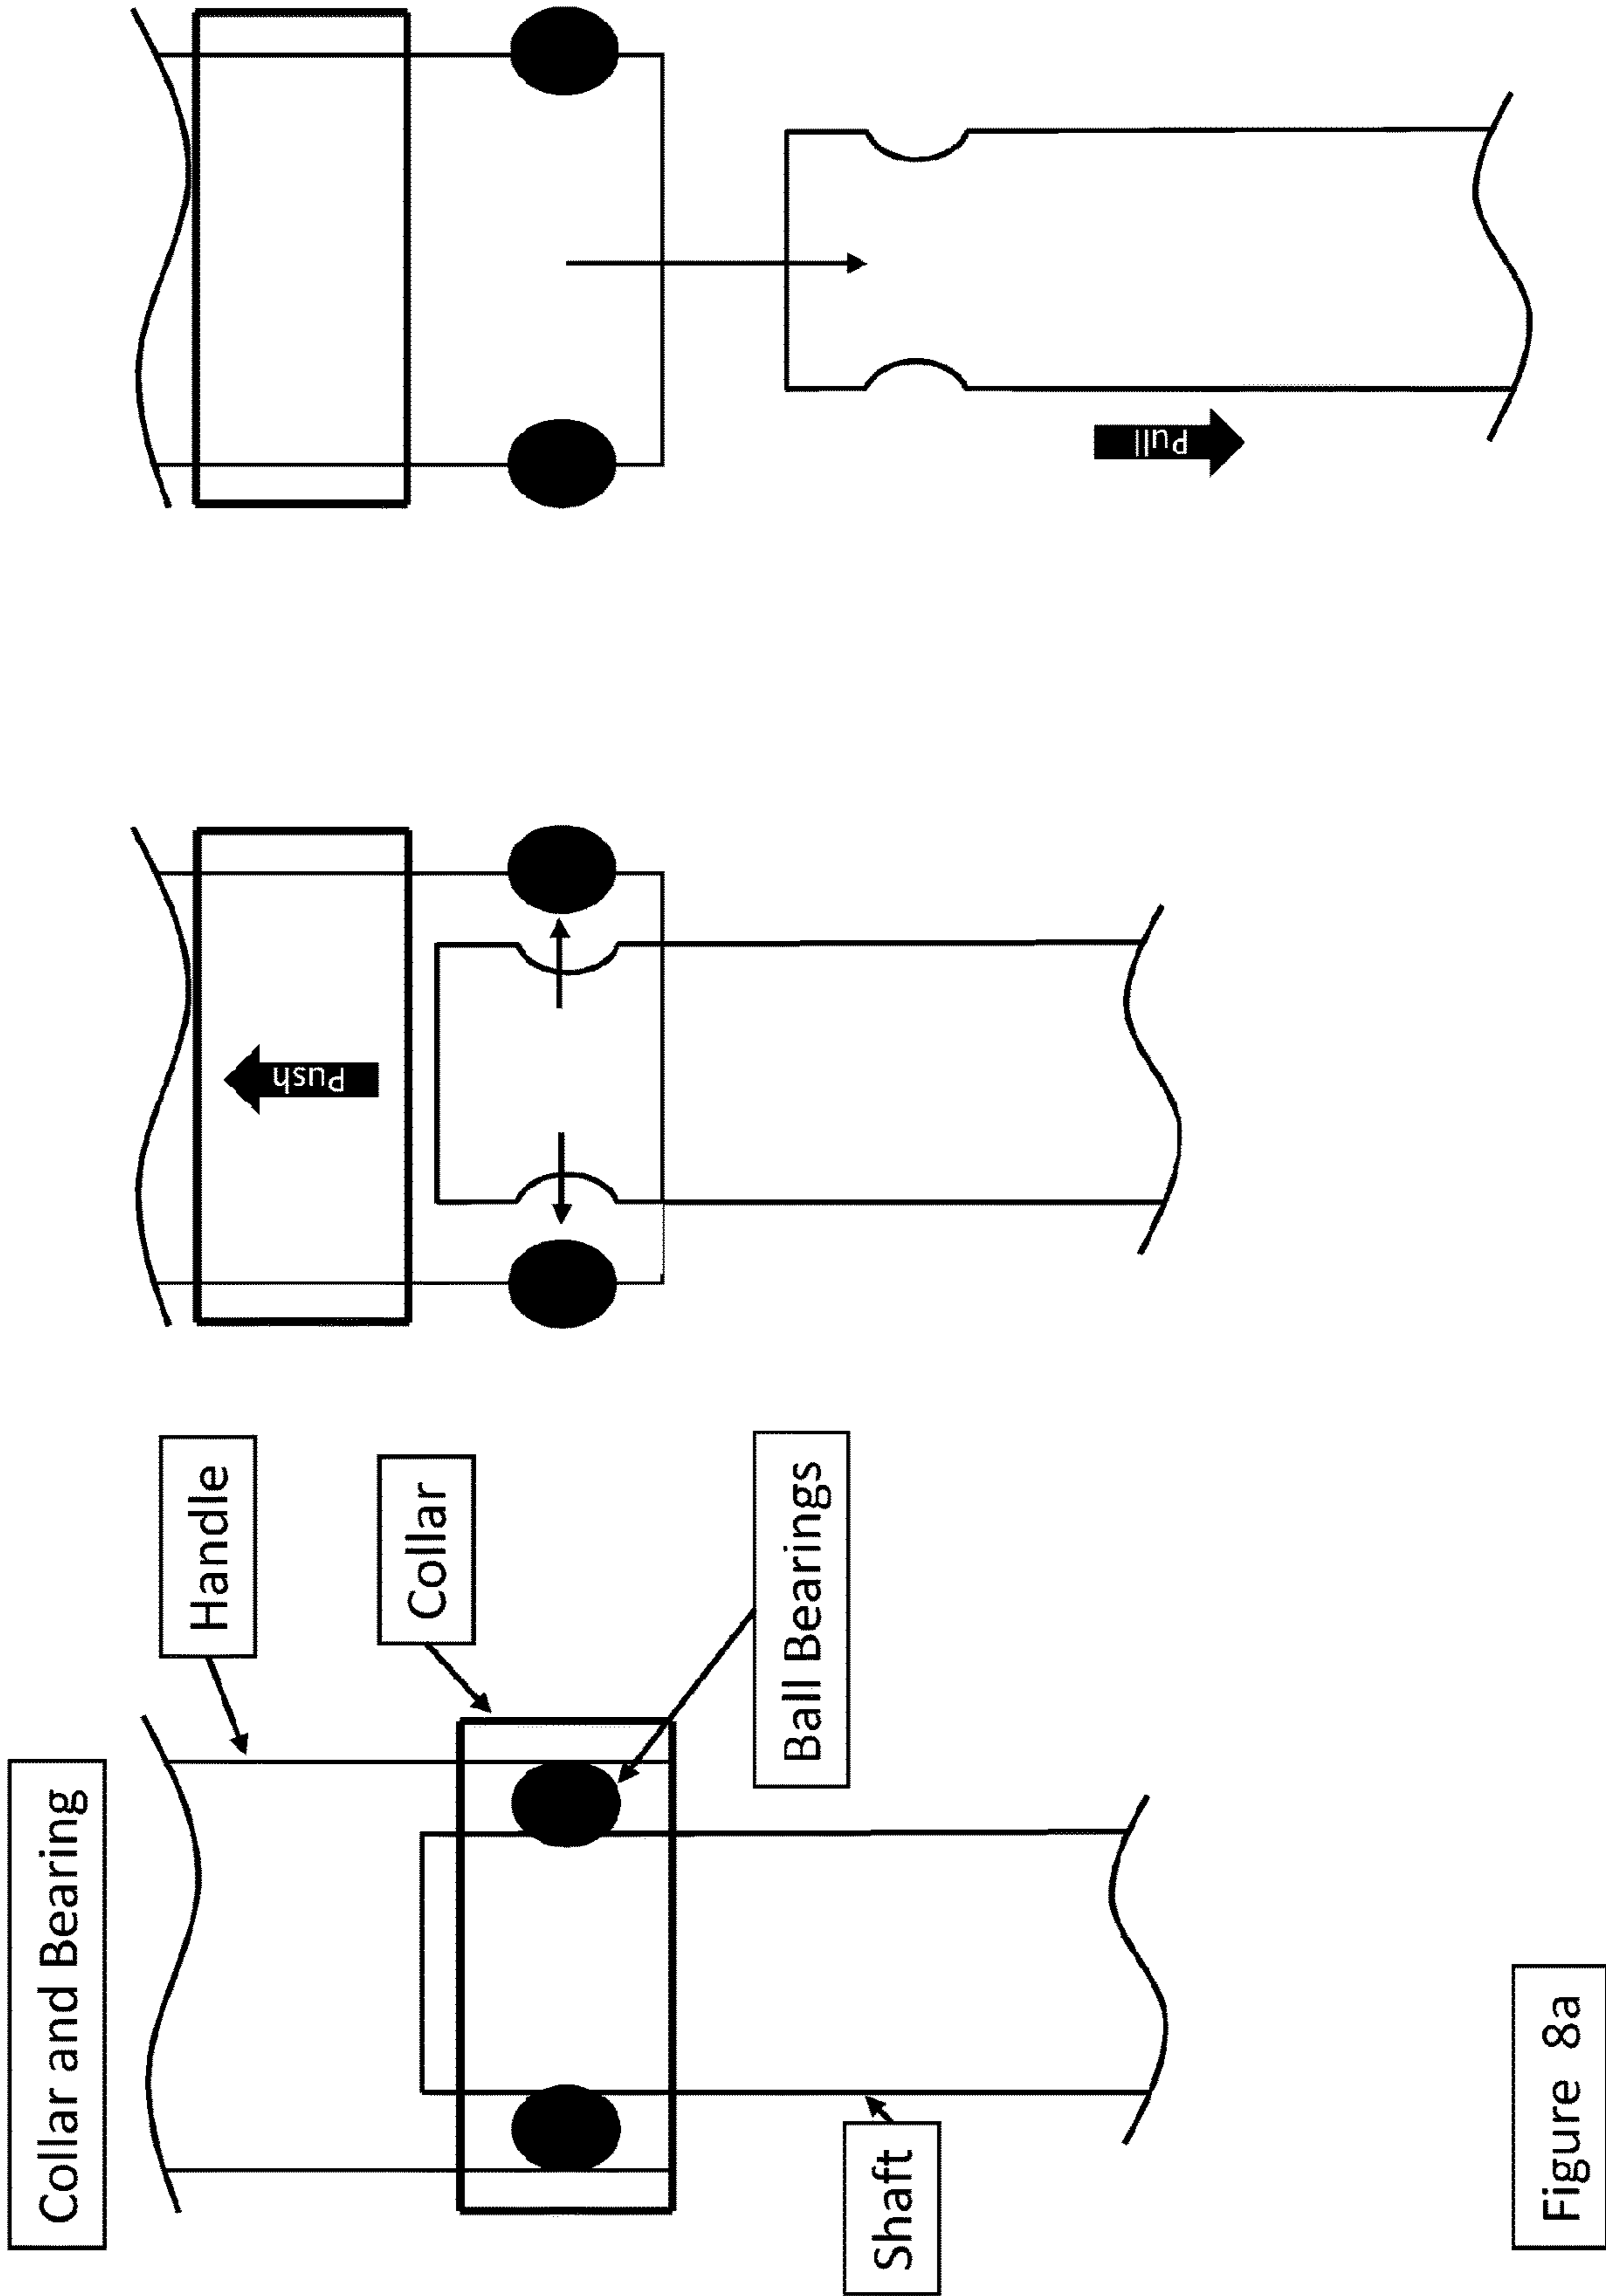 Collar and Bearing
Handle
Collar
Ball Bearings
Shaft
Push
Pull
Figure 8a